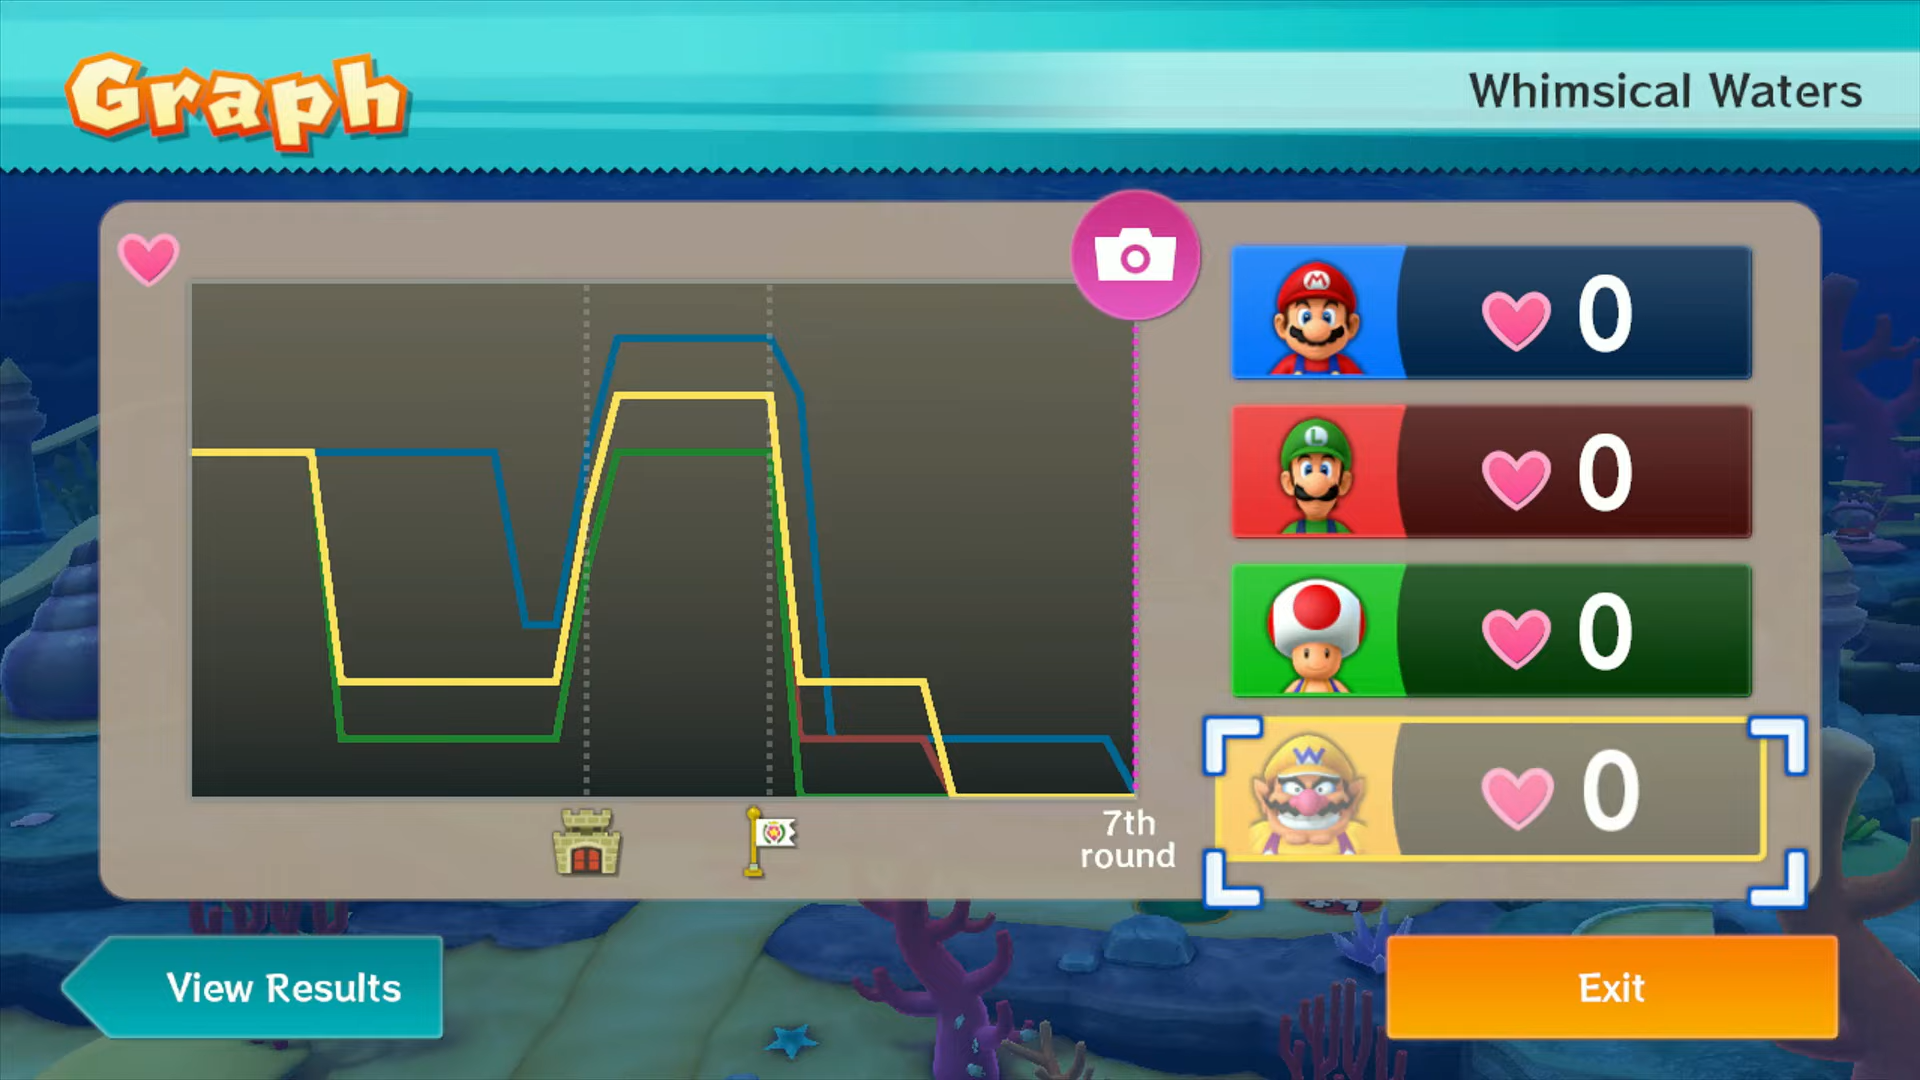 Graph
Whimsical Waters
0
0
0
0
7th
round
View Results
Exit